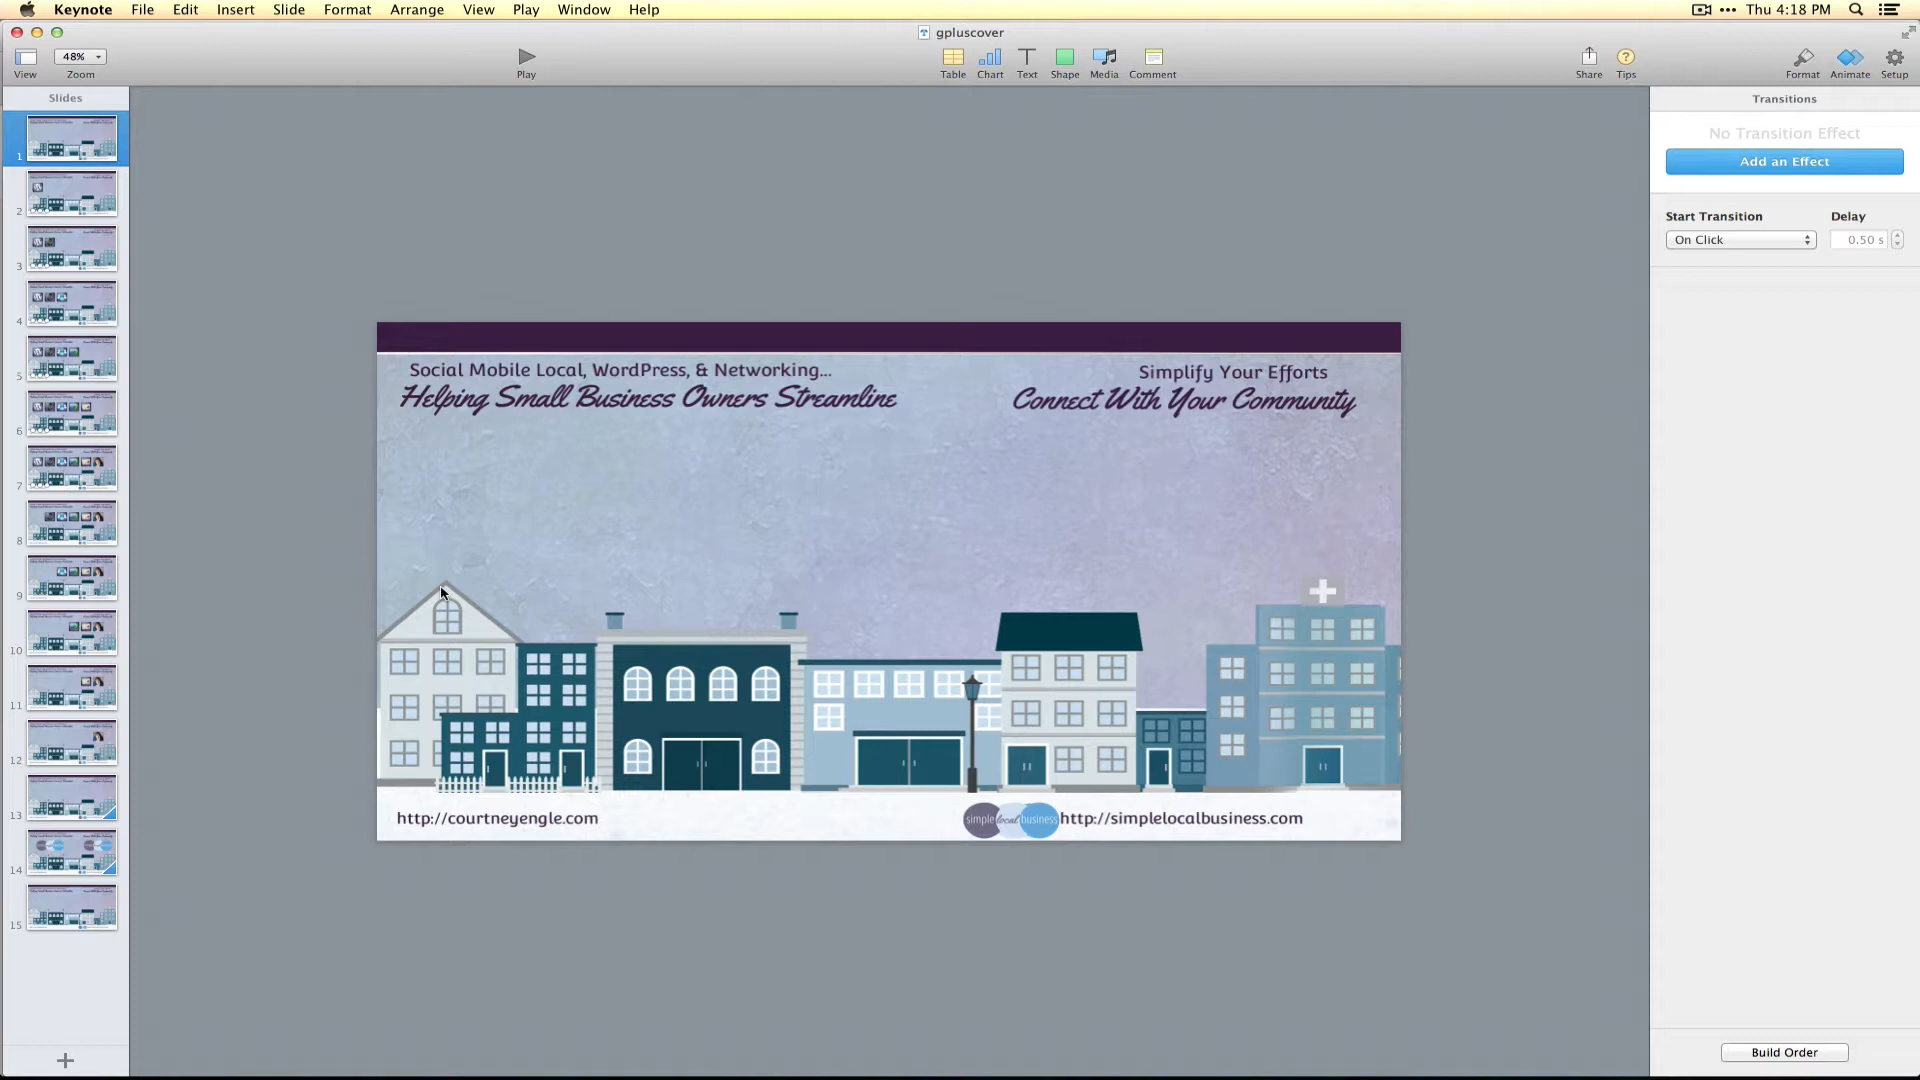 Keynote File Edit Insert Slide Format Arrange View Play Window Help
Thu 4:18 PM
gpluscover
48%
View Zoom Play Table Chart Text Shape Media Comment Share Tips Format Animate Setup
Slides
Transitions
No Transition Effect
Add an Effect
Start Transition Delay
On Click 0.50 s
1
2
3
4
5
6
7
8
9
10
11
12
13
14
15
Social Mobile Local, WordPress, & Networking...
Helping Small Business Owners Streamline
Simplify Your Efforts
Connect With Your Community
http://courtneyengle.com
simple local business
http://simplelocalbusiness.com
Build Order